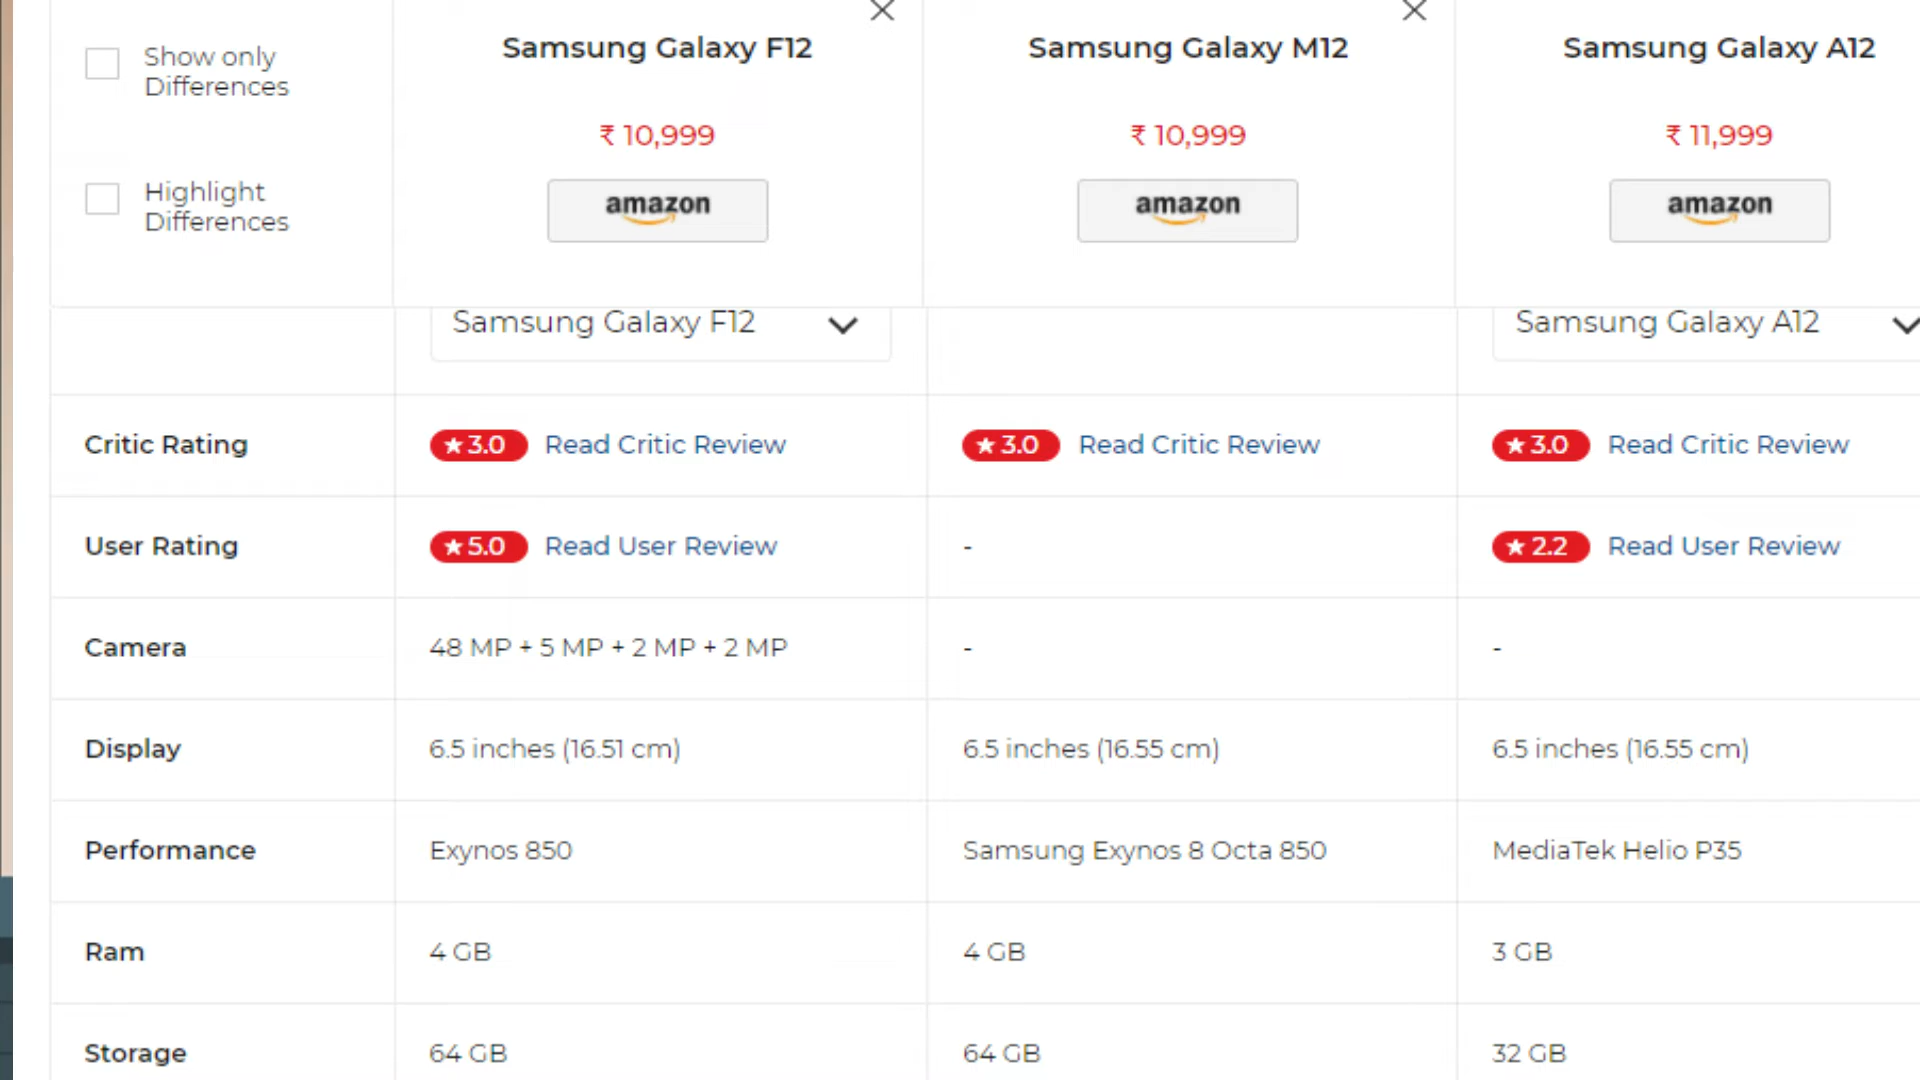 Show only
Differences
Highlight
Differences
Samsung Galaxy F12
₹ 10,999
amazon
Samsung Galaxy M12
₹ 10,999
amazon
Samsung Galaxy A12
₹ 11,999
amazon
Samsung Galaxy F12
Samsung Galaxy A12
Critic Rating
3.0 Read Critic Review
3.0 Read Critic Review
3.0 Read Critic Review
User Rating
5.0 Read User Review
-
2.2 Read User Review
Camera
48 MP + 5 MP + 2 MP + 2 MP
-
-
Display
6.5 inches (16.51 cm)
6.5 inches (16.55 cm)
6.5 inches (16.55 cm)
Performance
Exynos 850
Samsung Exynos 8 Octa 850
MediaTek Helio P35
Ram
4 GB
4 GB
3 GB
Storage
64 GB
64 GB
32 GB